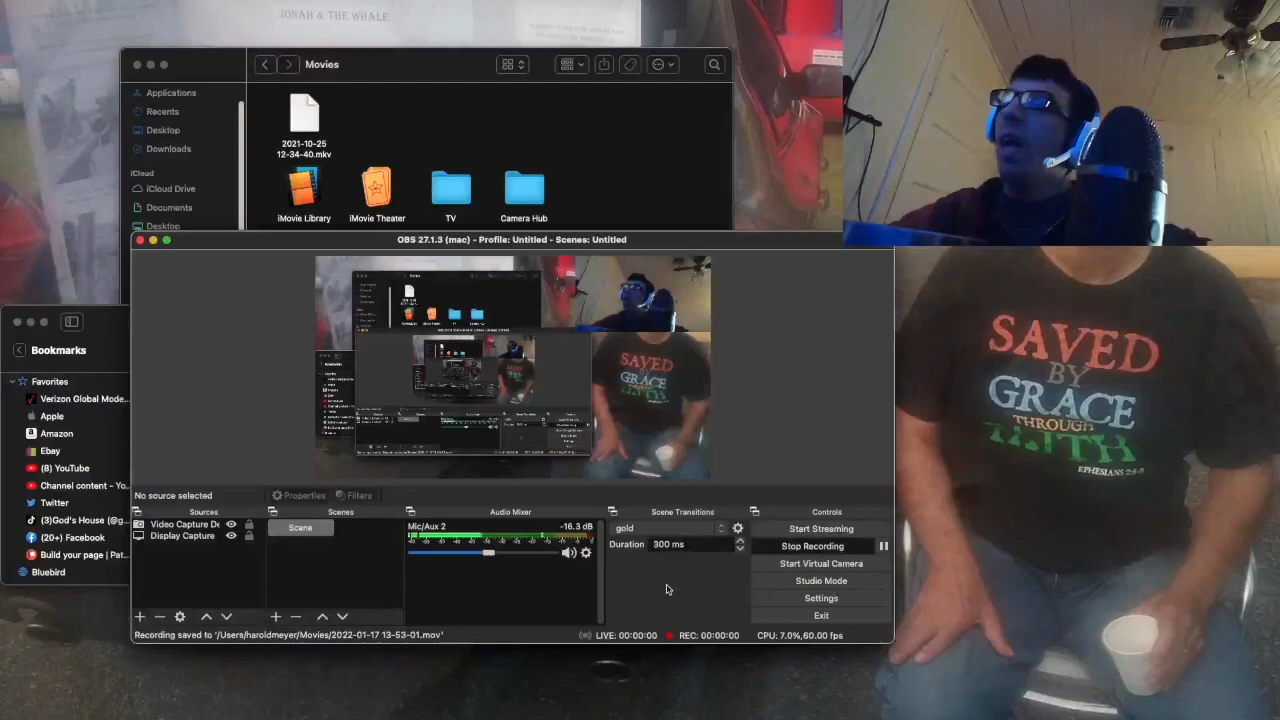 JONAH & THE WHALE
Movies
Applications
Recents
Desktop
Downloads
iCloud
iCloud Drive
Documents
Desktop
2021-10-25
12-34-40.mkv
iMovie Library
iMovie Theater
TV
Camera Hub
OBS 27.1.3 (mac) - Profile: Untitled - Scenes: Untitled
Bookmarks
Favorites
Verizon Global Mode...
Apple
Amazon
Ebay
(8) YouTube
Channel content - Yo...
Twitter
(3)God's House (@g...
(20+) Facebook
Build your page | Pat...
Bluebird
No source selected
Properties
Filters
Sources
Scenes
Audio Mixer
Scene Transitions
Controls
Video Capture De
Display Capture
Scene
Mic/Aux 2
-16.3 dB
gold
Duration
300 ms
Start Streaming
Stop Recording
Start Virtual Camera
Studio Mode
Settings
Exit
Recording saved to '/Users/haroldmeyer/Movies/2022-01-17 13-53-01.mov'
LIVE: 00:00:00
REC: 00:00:00
CPU: 7.0%,60.00 fps
SAVED
BY
GRACE
THROUGH
FAITH
EPHESIANS 2:8-9